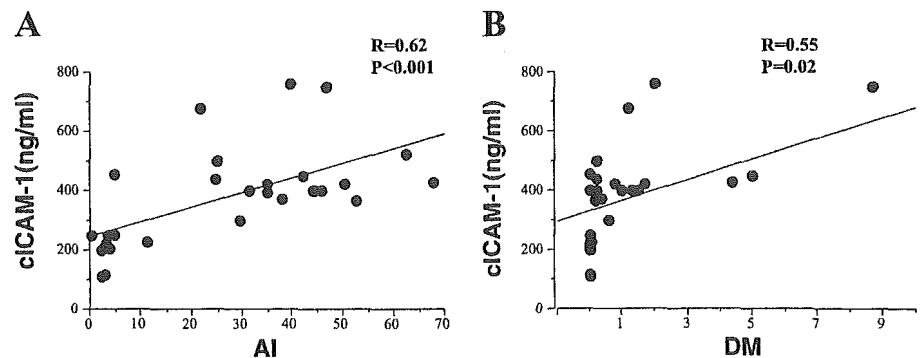 A
R=0.62
P<0.001
cICAM-1(ng/ml)
800
600
400
200
0
0 10 20 30 40 50 60 70
AI
B
R=0.55
P=0.02
cICAM-1(ng/ml)
800
600
400
200
0
1 3 5 7 9
DM